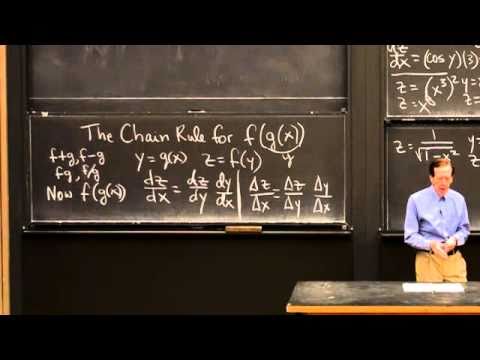 The Chain Rule for f(g(x))
y
f+g, f-g
y = g(x) z = f(y)
fg, f/g
Now f(g(x))
dz/dx = dz/dy dy/dx
Δz/Δx = Δz/Δy Δy/Δx
dz/dx = (cos y)(3)
z = (x³)² y =
z = x⁶
z = 1/√(1-x²)